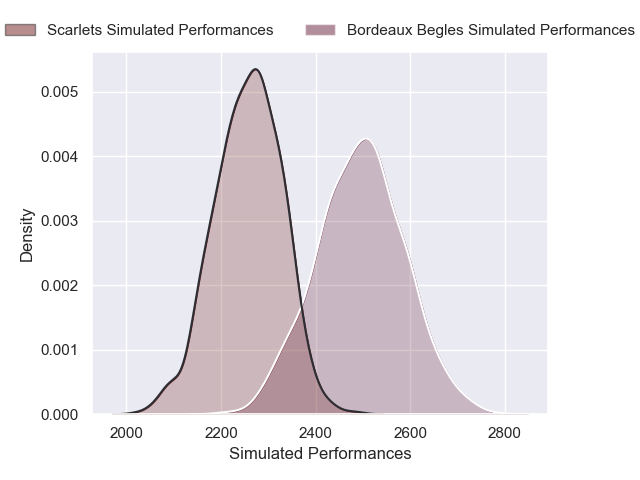 Scarlets Simulated Performances
Bordeaux Begles Simulated Performances
0.005
0.004
0.003
0.002
0.001
0.000
Density
2000 2200 2400 2600 2800
Simulated Performances